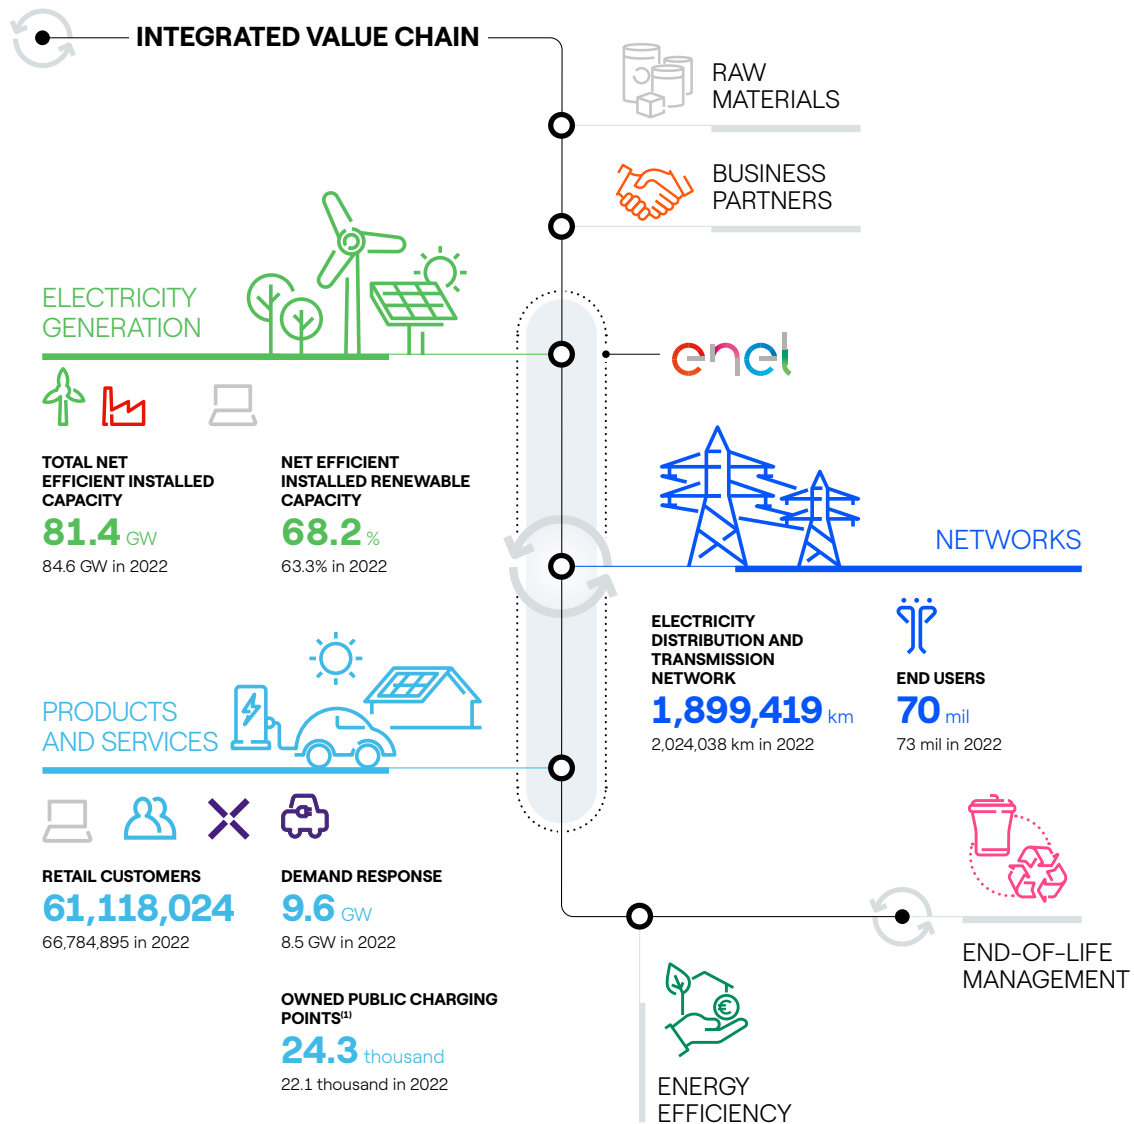 INTEGRATED VALUE CHAIN
RAW
MATERIALS
BUSINESS
PARTNERS
ELECTRICITY
GENERATION
enel
TOTAL NET
EFFICIENT INSTALLED
CAPACITY
81.4 GW
84.6 GW in 2022
NET EFFICIENT
INSTALLED RENEWABLE
CAPACITY
68.2 %
63.3% in 2022
NETWORKS
ELECTRICITY
DISTRIBUTION AND
TRANSMISSION
NETWORK
1,899,419 km
2,024,038 km in 2022
END USERS
70 mil
73 mil in 2022
PRODUCTS
AND SERVICES
RETAIL CUSTOMERS
61,118,024
66,784,895 in 2022
DEMAND RESPONSE
9.6 GW
8.5 GW in 2022
OWNED PUBLIC CHARGING
POINTS(1)
24.3 thousand
22.1 thousand in 2022
END-OF-LIFE
MANAGEMENT
€
ENERGY
EFFICIENCY